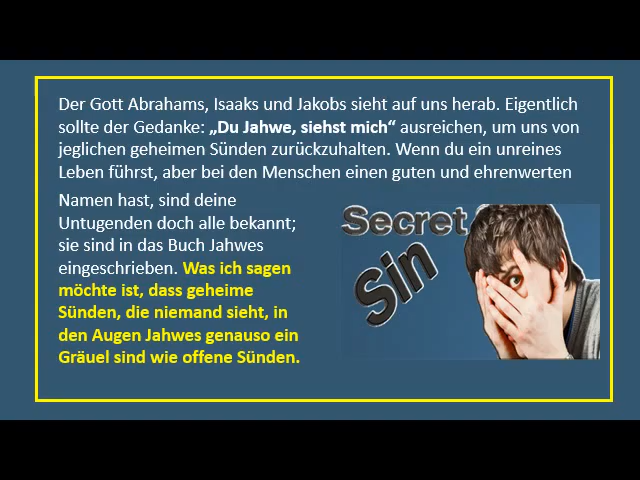 Der Gott Abrahams, Isaaks und Jakobs sieht auf uns herab. Eigentlich
sollte der Gedanke: „Du Jahwe, siehst mich“ ausreichen, um uns von
jeglichen geheimen Sünden zurückzuhalten. Wenn du ein unreines
Leben führst, aber bei den Menschen einen guten und ehrenwerten
Namen hast, sind deine
Untugenden doch alle bekannt;
sie sind in das Buch Jahwes
eingeschrieben. Was ich sagen
möchte ist, dass geheime
Sünden, die niemand sieht, in
den Augen Jahwes genauso ein
Gräuel sind wie offene Sünden.
Secret
Sin